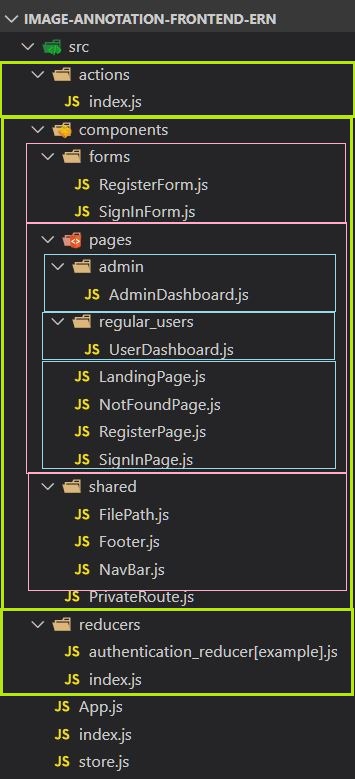 IMAGE-ANNOTATION-FRONTEND-ERN
src
actions
JS index.js
components
forms
JS RegisterForm.js
JS SignInForm.js
pages
admin
JS AdminDashboard.js
regular_users
JS UserDashboard.js
JS LandingPage.js
JS NotFoundPage.js
JS RegisterPage.js
JS SignInPage.js
shared
JS FilePath.js
JS Footer.js
JS NavBar.js
JS PrivateRoute.js
reducers
JS authentication_reducer[example].js
JS index.js
JS App.js
JS index.js
JS store.js